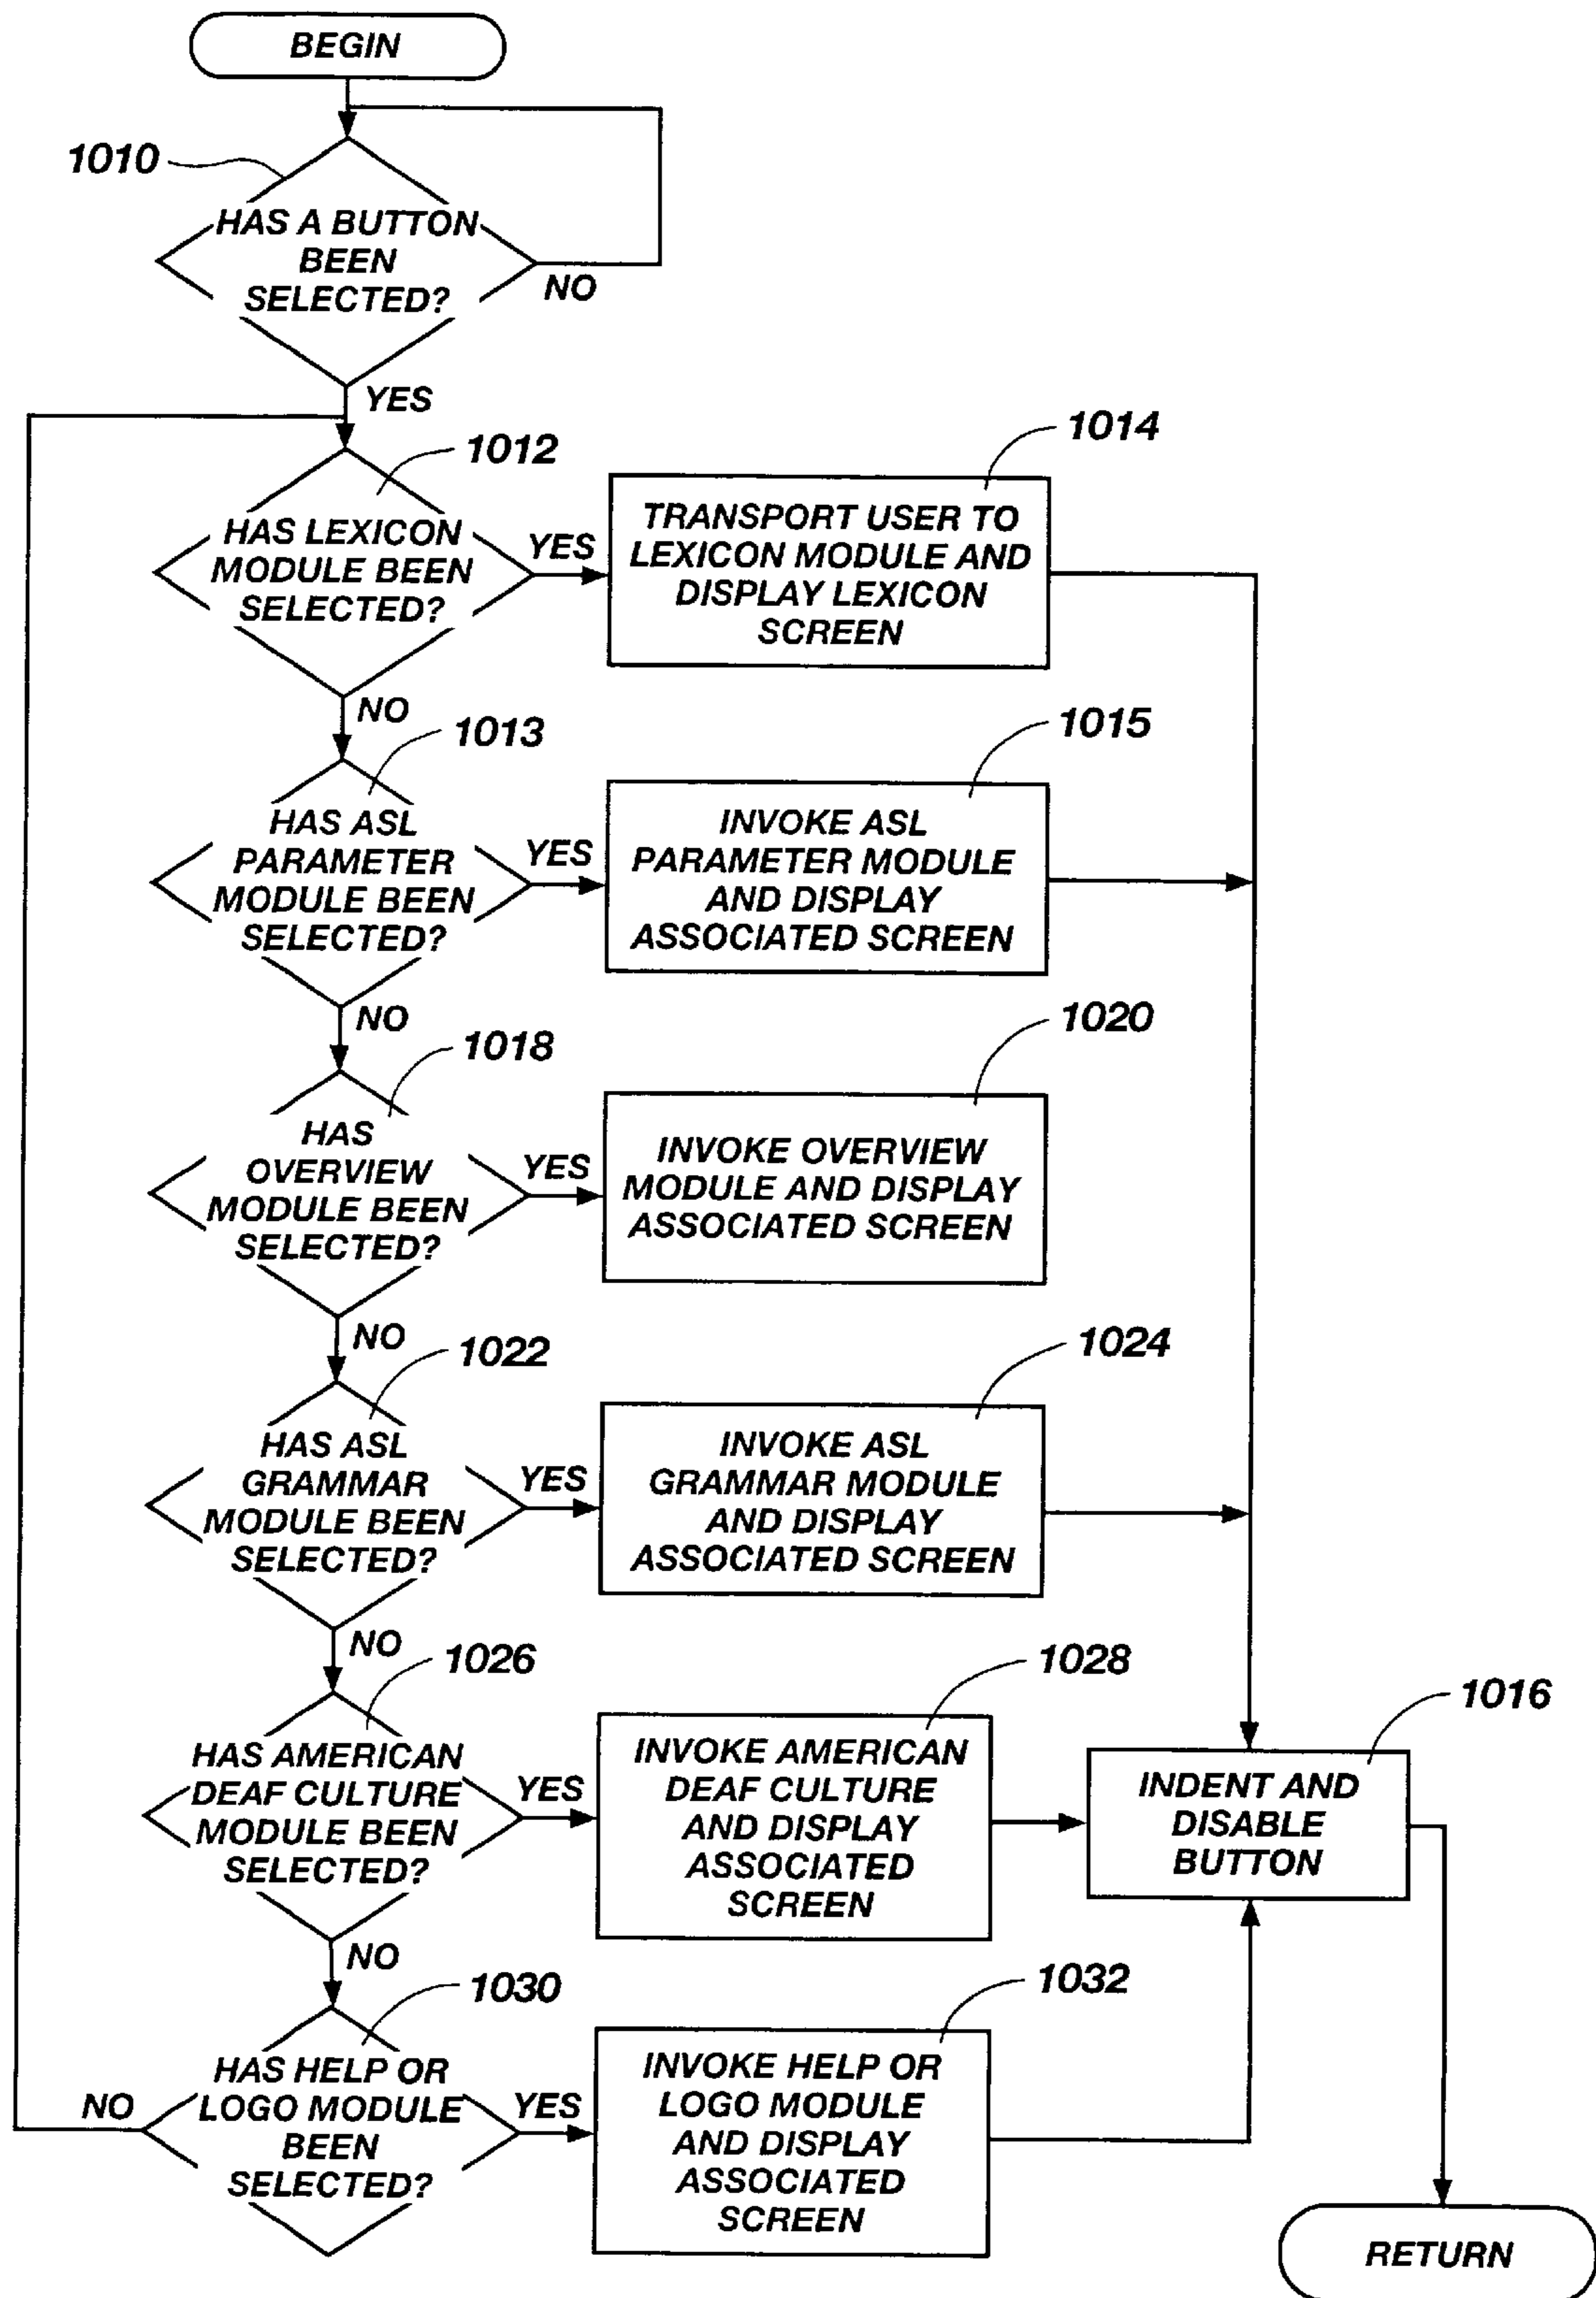 BEGIN
1010
HAS A BUTTON
BEEN
SELECTED?
NO
YES
1012
HAS LEXICON
MODULE BEEN
SELECTED?
YES
1014
TRANSPORT USER TO
LEXICON MODULE AND
DISPLAY LEXICON
SCREEN
NO
1013
HAS ASL
PARAMETER
MODULE BEEN
SELECTED?
YES
1015
INVOKE ASL
PARAMETER MODULE
AND DISPLAY
ASSOCIATED SCREEN
NO
1018
HAS
OVERVIEW
MODULE BEEN
SELECTED?
YES
1020
INVOKE OVERVIEW
MODULE AND DISPLAY
ASSOCIATED SCREEN
NO
1022
HAS ASL
GRAMMAR
MODULE BEEN
SELECTED?
YES
1024
INVOKE ASL
GRAMMAR MODULE
AND DISPLAY
ASSOCIATED SCREEN
NO
1026
HAS AMERICAN
DEAF CULTURE
MODULE BEEN
SELECTED?
YES
1028
INVOKE AMERICAN
DEAF CULTURE
AND DISPLAY
ASSOCIATED
SCREEN
1016
INDENT AND
DISABLE
BUTTON
NO
1030
HAS HELP OR
LOGO MODULE
BEEN
SELECTED?
NO
YES
1032
INVOKE HELP OR
LOGO MODULE
AND DISPLAY
ASSOCIATED
SCREEN
RETURN